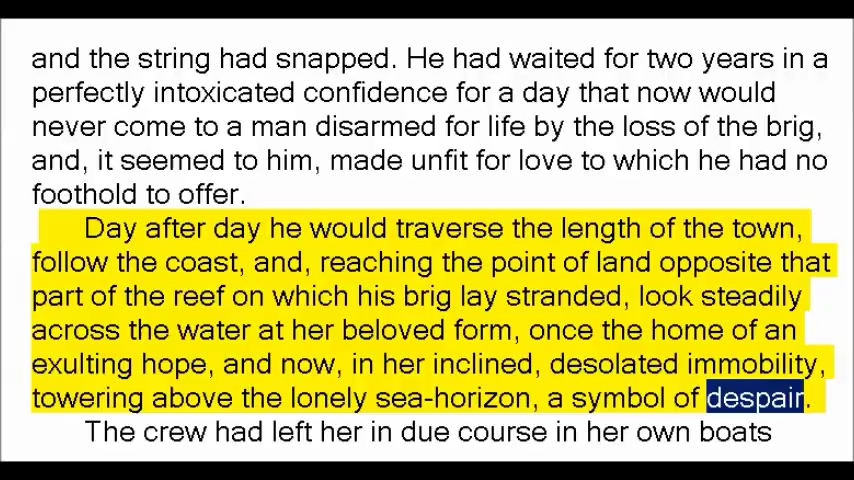 and the string had snapped. He had waited for two years in a
perfectly intoxicated confidence for a day that now would
never come to a man disarmed for life by the loss of the brig,
and, it seemed to him, made unfit for love to which he had no
foothold to offer.
Day after day he would traverse the length of the town,
follow the coast, and, reaching the point of land opposite that
part of the reef on which his brig lay stranded, look steadily
across the water at her beloved form, once the home of an
exulting hope, and now, in her inclined, desolated immobility,
towering above the lonely sea-horizon, a symbol of despair.
The crew had left her in due course in her own boats